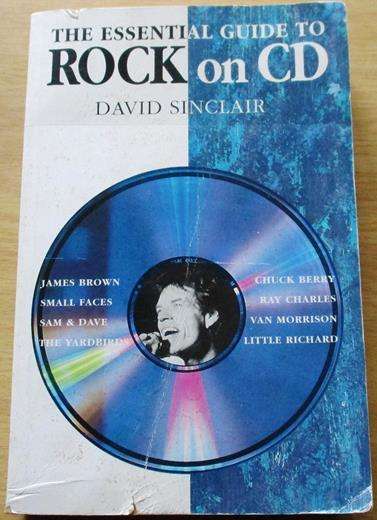 THE ESSENTIAL GUIDE TO
ROCK on CD
DAVID SINCLAIR
JAMES BROWN
SMALL FACES
SAM & DAVE
THE YARDBIRDS
CHUCK BERRY
RAY CHARLES
VAN MORRISON
LITTLE RICHARD